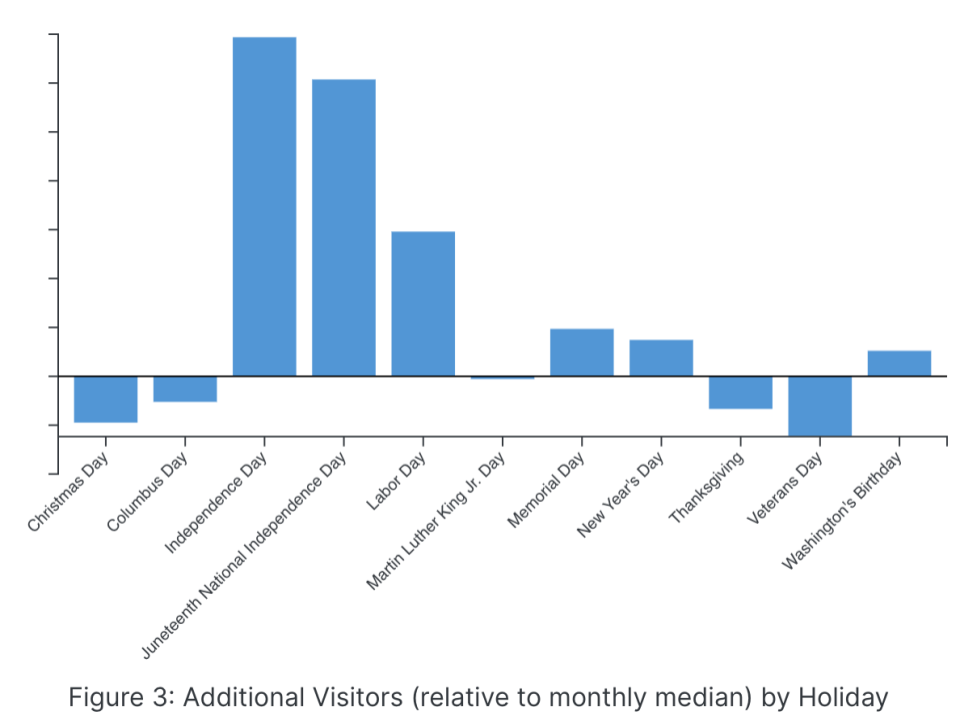 Christmas Day
Columbus Day
Independence Day
Juneteenth National Independence Day
Labor Day
Martin Luther King Jr. Day
Memorial Day
New Year's Day
Thanksgiving
Veterans Day
Washington's Birthday
Figure 3: Additional Visitors (relative to monthly median) by Holiday